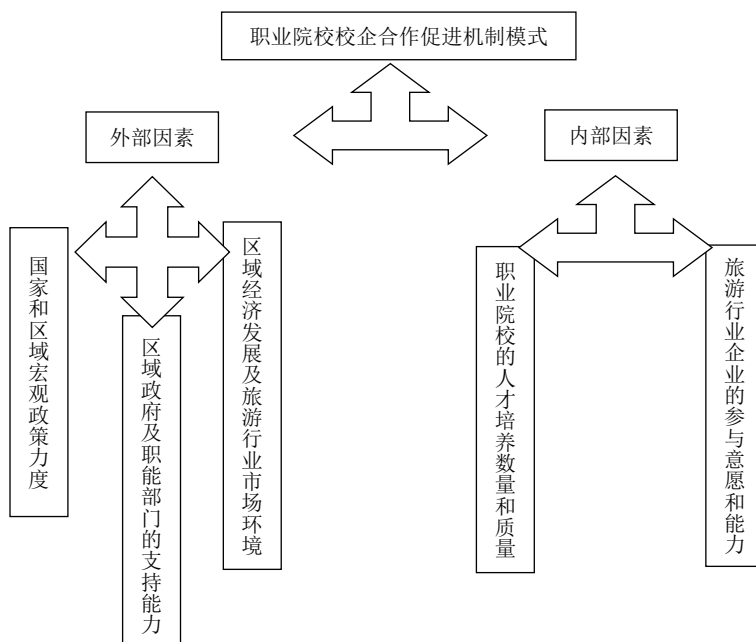 职业院校校企合作促进机制模式
外部因素
内部因素
国家和区域宏观政策力度
区域政府及职能部门的支持能力
区域经济发展及旅游行业市场环境
职业院校的人才培养数量和质量
旅游行业企业的参与意愿和能力